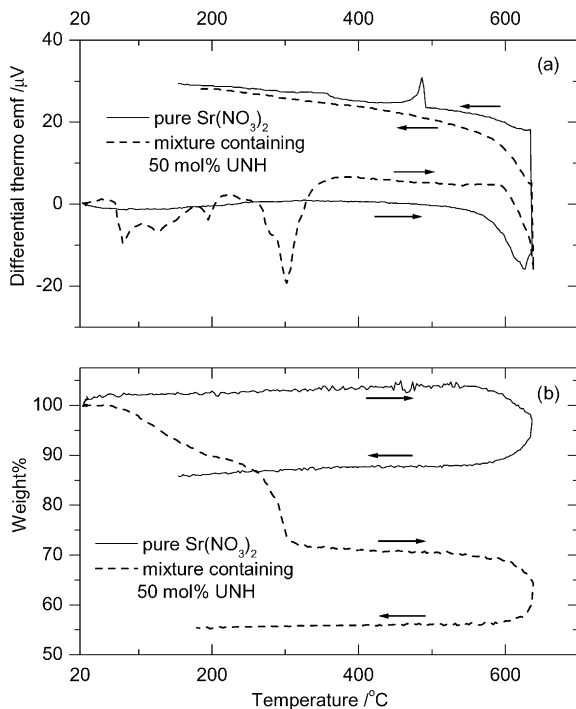 20 200 400 600
40
20
0
-20
Differential thermo emf /μV
(a)
pure Sr(NO₃)₂
mixture containing
50 mol% UNH
100
90
80
70
60
50
Weight%
(b)
pure Sr(NO₃)₂
mixture containing
50 mol% UNH
20 200 400 600
Temperature /°C